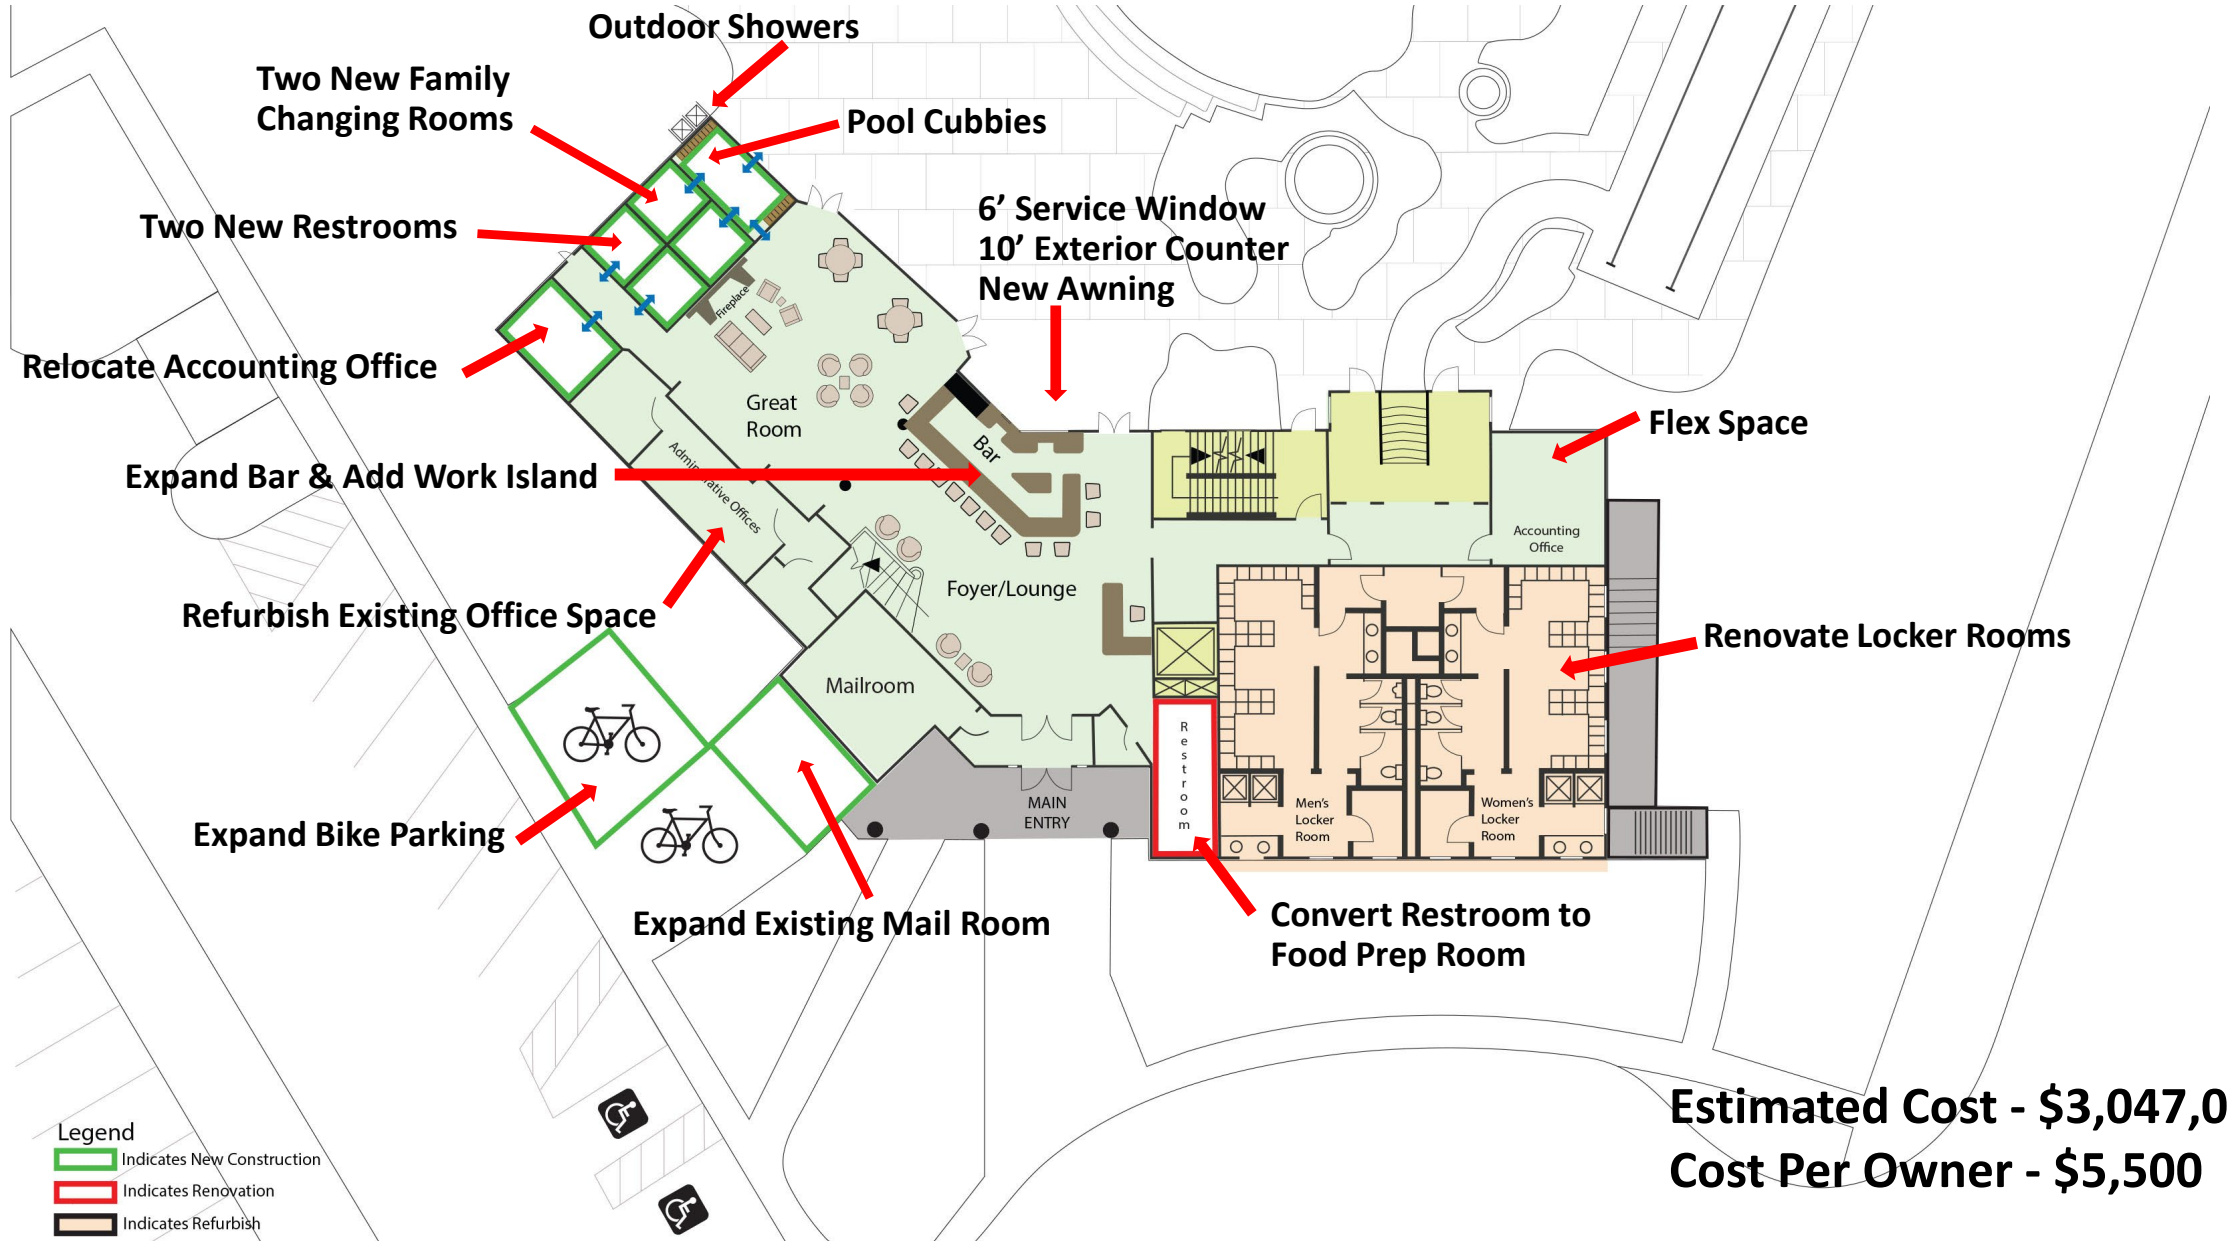 Outdoor Showers
Two New Family
Changing Rooms
Pool Cubbies
6’ Service Window
10’ Exterior Counter
New Awning
Two New Restrooms
Fireplace
Relocate Accounting Office
Great
Room
Flex Space
Bar
Administrative Offices
Expand Bar & Add Work Island
Accounting
Office
Foyer/Lounge
Refurbish Existing Office Space
Renovate Locker Rooms
Mailroom
Restroom
MAIN
ENTRY
Men's
Locker
Room
Women's
Locker
Room
Expand Bike Parking
Expand Existing Mail Room
Convert Restroom to
Food Prep Room
Estimated Cost - $3,047,0
Cost Per Owner - $5,500
Legend
Indicates New Construction
Indicates Renovation
Indicates Refurbish